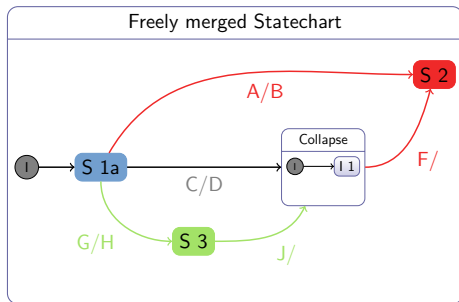 Freely merged Statechart
S 2
A/B
Collapse
I
S 1a
I
I 1
F/
C/D
G/H
S 3
J/